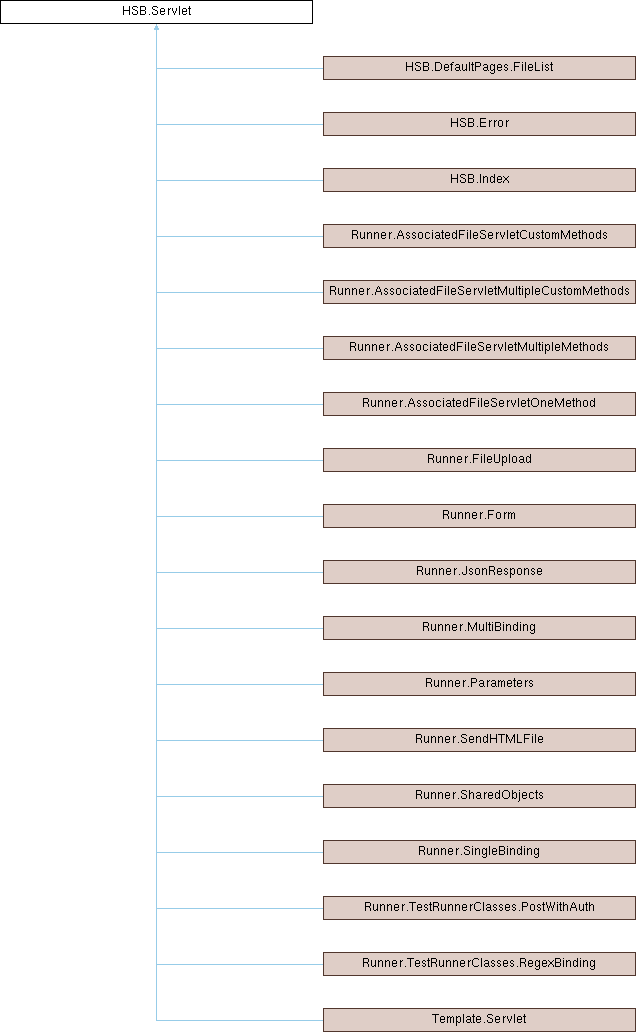 HSB.Servlet
HSB.DefaultPages.FileList
HSB.Error
HSB.Index
Runner.AssociatedFileServletCustomMethods
Runner.AssociatedFileServletMultipleCustomMethods
Runner.AssociatedFileServletMultipleMethods
Runner.AssociatedFileServletOneMethod
Runner.FileUpload
Runner.Form
Runner.JsonResponse
Runner.MultiBinding
Runner.Parameters
Runner.SendHTMLFile
Runner.SharedObjects
Runner.SingleBinding
Runner.TestRunnerClasses.PostWithAuth
Runner.TestRunnerClasses.RegexBinding
Template.Servlet